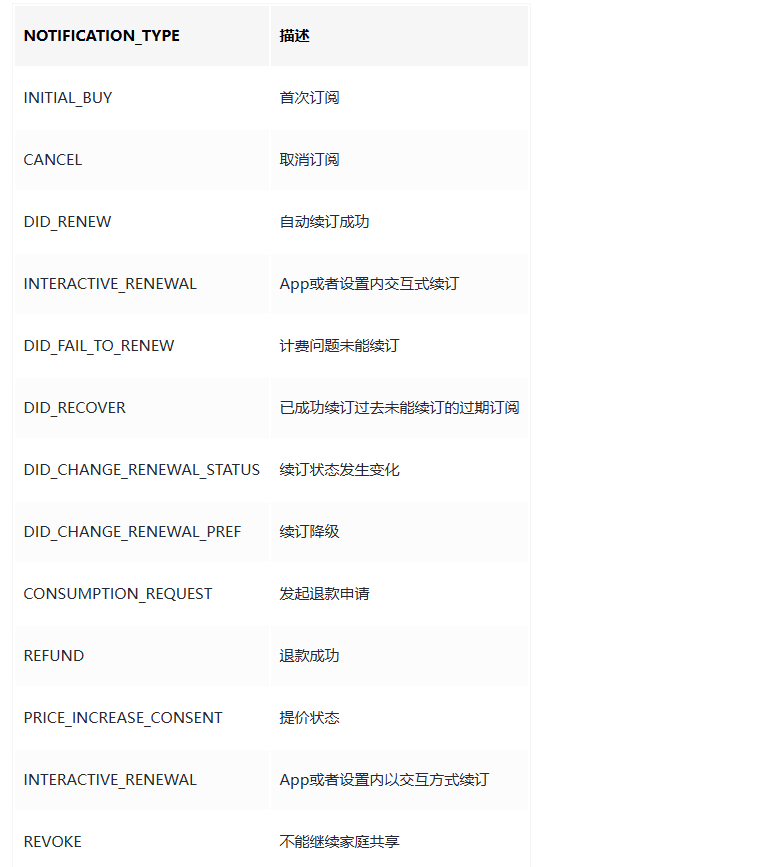 NOTIFICATION_TYPE 描述
INITIAL_BUY 首次订阅
CANCEL 取消订阅
DID_RENEW 自动续订成功
INTERACTIVE_RENEWAL App或者设置内交互式续订
DID_FAIL_TO_RENEW 计费问题未能续订
DID_RECOVER 已成功续订过去未能续订的过期订阅
DID_CHANGE_RENEWAL_STATUS 续订状态发生变化
DID_CHANGE_RENEWAL_PREF 续订降级
CONSUMPTION_REQUEST 发起退款申请
REFUND 退款成功
PRICE_INCREASE_CONSENT 提价状态
INTERACTIVE_RENEWAL App或者设置内以交互方式续订
REVOKE 不能继续家庭共享